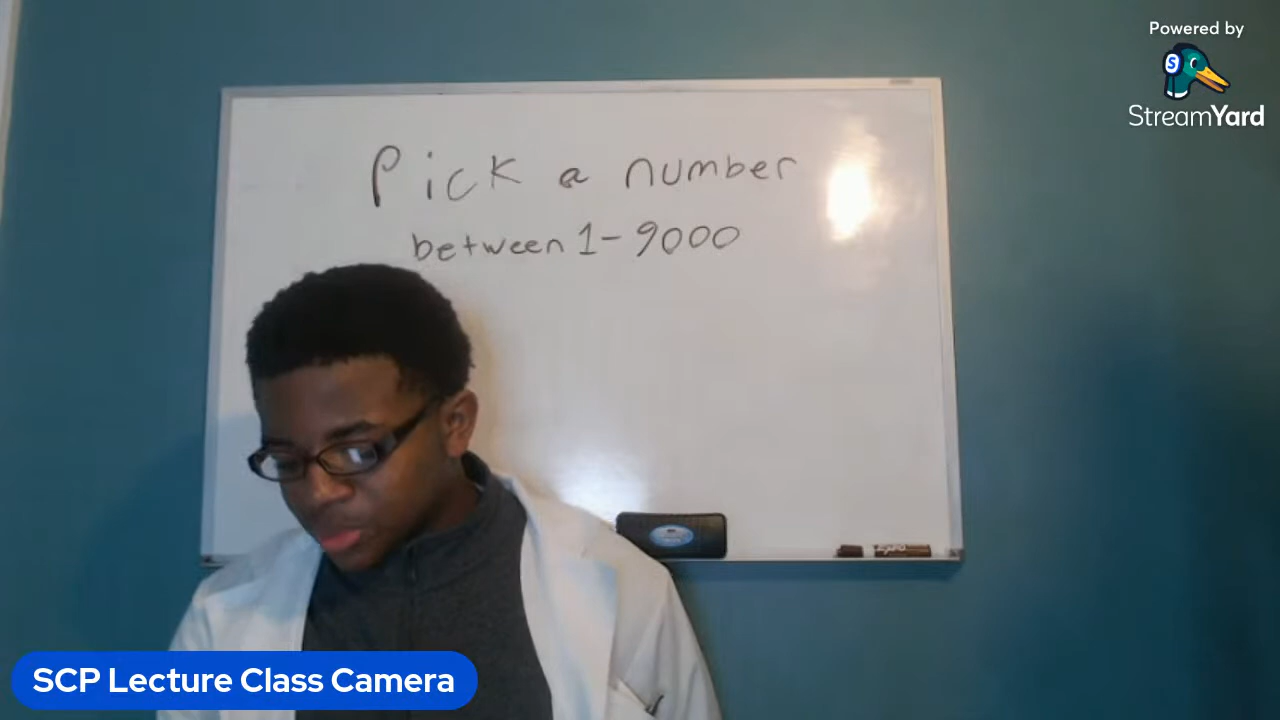 Powered by
StreamYard
Pick a number
between 1-9000
SCP Lecture Class Camera